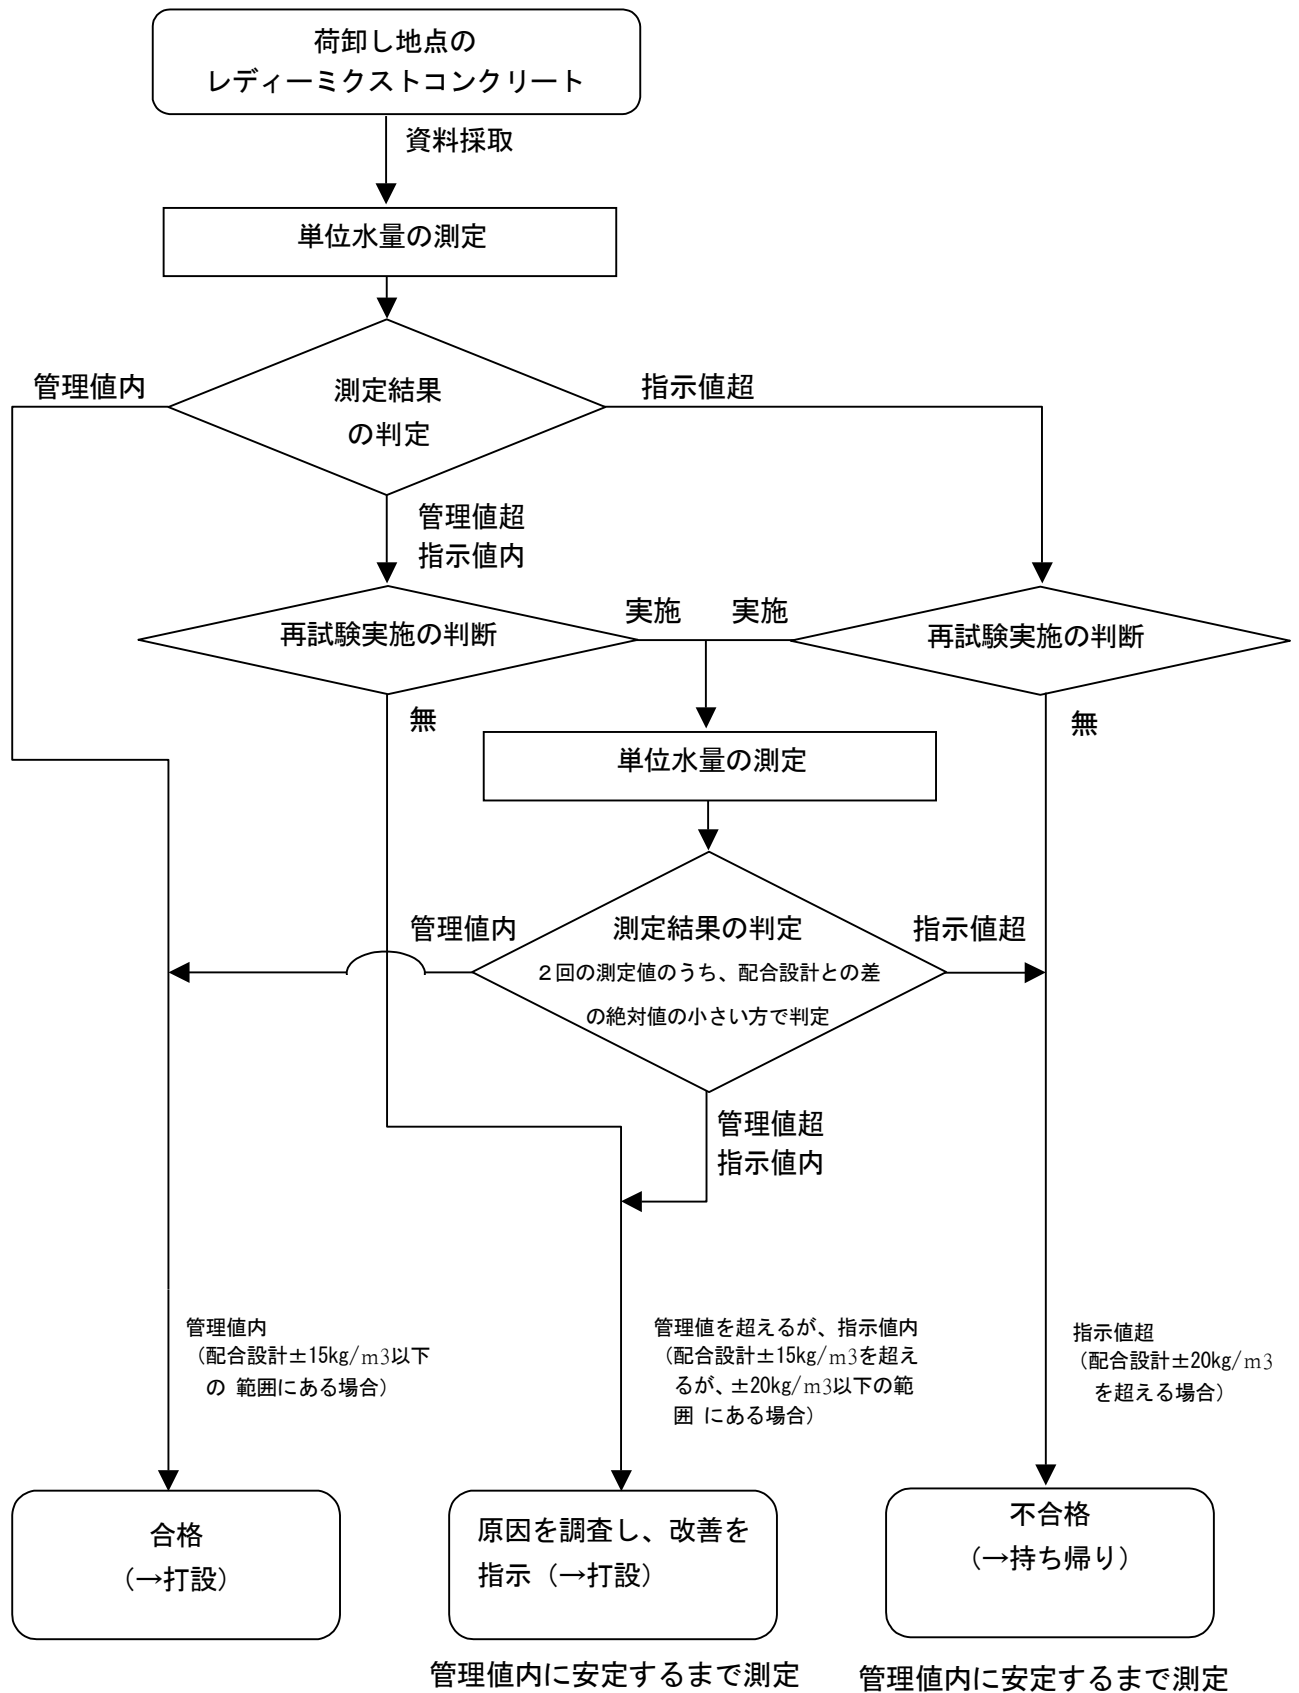 荷卸し地点の
レディーミクストコンクリート
資料採取
単位水量の測定
管理値内
測定結果
の判定
指示値超
管理値超
指示値内
再試験実施の判断
実施
実施
再試験実施の判断
無
無
単位水量の測定
管理値内
測定結果の判定
2回の測定値のうち、配合設計との差
の絶対値の小さい方で判定
指示値超
管理値超
指示値内
管理値内
（配合設計±15kg/m3以下
の 範囲にある場合）
管理値を超えるが、指示値内
（配合設計±15kg/m3を超え
るが、±20kg/m3以下の範
囲 にある場合）
指示値超
（配合設計±20kg/m3
を超える場合）
合格
（→打設）
原因を調査し、改善を
指示（→打設）
不合格
（→持ち帰り）
管理値内に安定するまで測定
管理値内に安定するまで測定